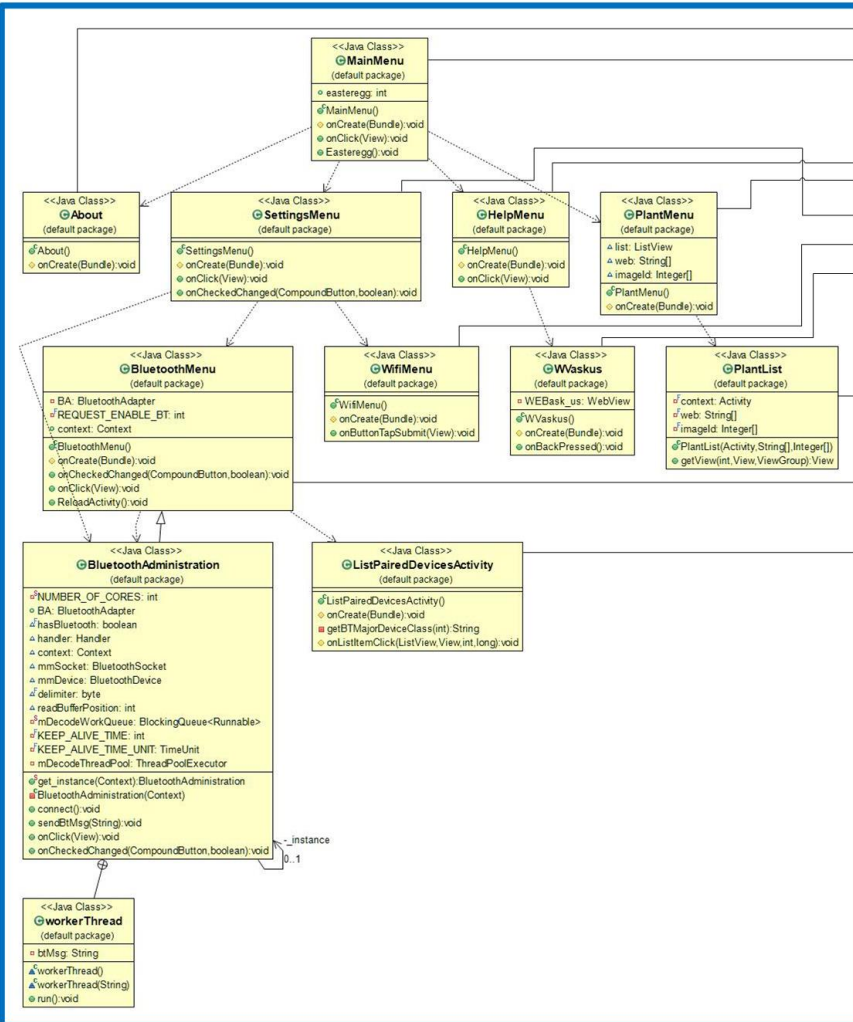 <<Java Class>>
MainMenu
(default package)
easteregg: int
MainMenu()
onCreate(Bundle):void
onClick(View):void
Easteregg():void
<<Java Class>>
About
(default package)
About()
onCreate(Bundle):void
<<Java Class>>
SettingsMenu
(default package)
SettingsMenu()
onCreate(Bundle):void
onClick(View):void
onCheckedChanged(CompoundButton,boolean):void
<<Java Class>>
HelpMenu
(default package)
HelpMenu()
onCreate(Bundle):void
onClick(View):void
<<Java Class>>
PlantMenu
(default package)
list: ListView
web: String[]
imageId: Integer[]
PlantMenu()
onCreate(Bundle):void
<<Java Class>>
BluetoothMenu
(default package)
BA: BluetoothAdapter
REQUEST_ENABLE_BT: int
context: Context
BluetoothMenu()
onCreate(Bundle):void
onCheckedChanged(CompoundButton,boolean):void
onClick(View):void
ReloadActivity():void
<<Java Class>>
WifiMenu
(default package)
WifiMenu()
onCreate(Bundle):void
onButtonTapSubmit(View):void
<<Java Class>>
WVaskus
(default package)
WEBask_us: WebView
WVaskus()
onCreate(Bundle):void
onBackPressed():void
<<Java Class>>
PlantList
(default package)
context: Activity
web: String[]
imageId: Integer[]
PlantList(Activity,String[],Integer[])
getView(int,View,ViewGroup):View
<<Java Class>>
BluetoothAdministration
(default package)
NUMBER_OF_CORES: int
BA: BluetoothAdapter
hasBluetooth: boolean
handler: Handler
context: Context
mmSocket: BluetoothSocket
mmDevice: BluetoothDevice
delimiter: byte
readBufferPosition: int
mDecodeWorkQueue: BlockingQueue<Runnable>
KEEP_ALIVE_TIME: int
KEEP_ALIVE_TIME_UNIT: TimeUnit
mDecodeThreadPool: ThreadPoolExecutor
get_instance(Context):BluetoothAdministration
BluetoothAdministration(Context)
connect():void
sendBtMsg(String):void
onClick(View):void
onCheckedChanged(CompoundButton,boolean):void
-_instance
0..1
<<Java Class>>
ListPairedDevicesActivity
(default package)
ListPairedDevicesActivity()
onCreate(Bundle):void
getBTMajorDeviceClass(int):String
onListItemClick(ListView,View,int,long):void
<<Java Class>>
workerThread
(default package)
btMsg: String
workerThread()
workerThread(String)
run():void